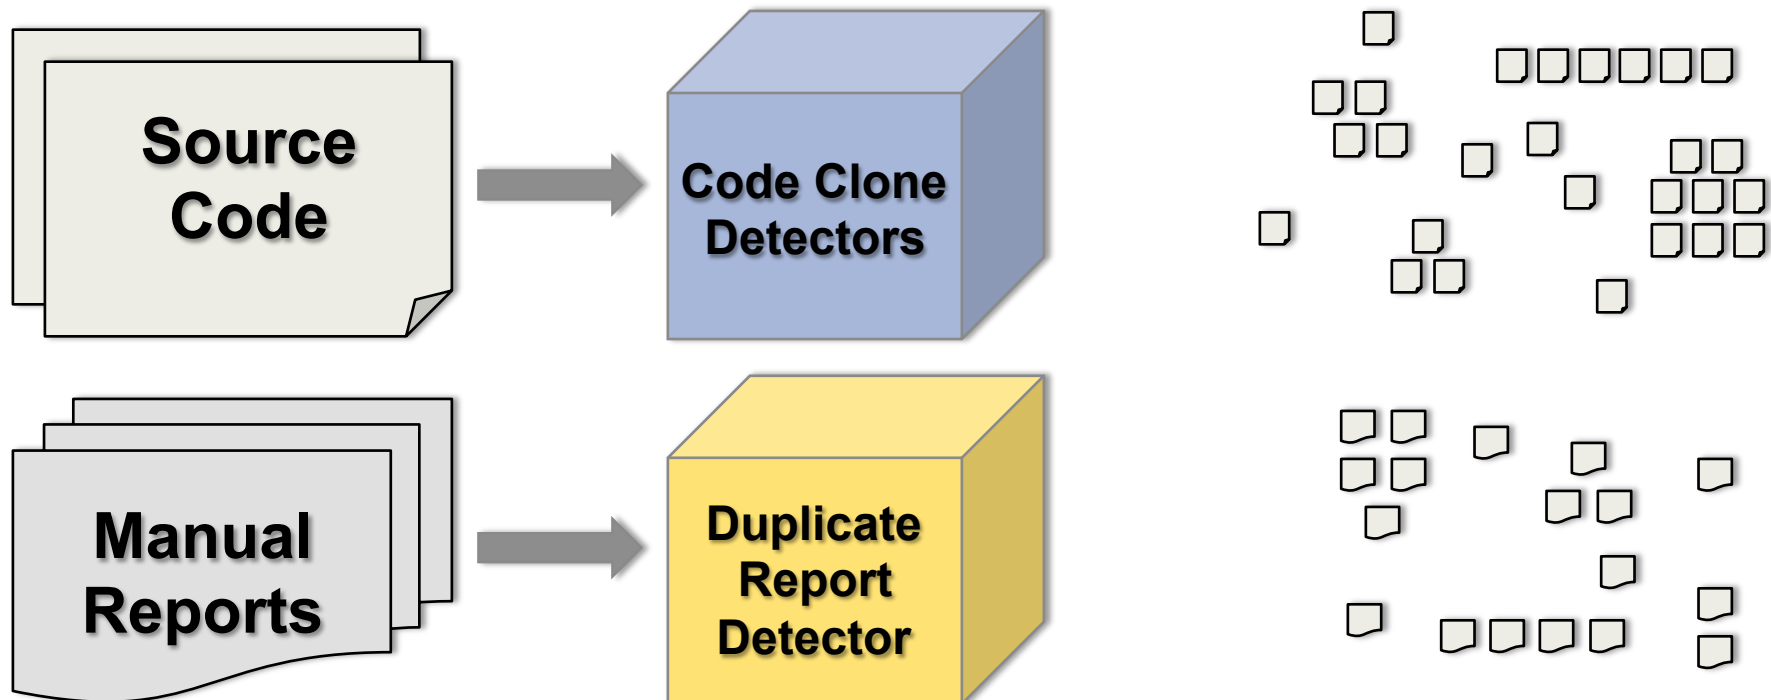 Source
Code
Code Clone
Detectors
Manual
Reports
Duplicate
Report
Detector